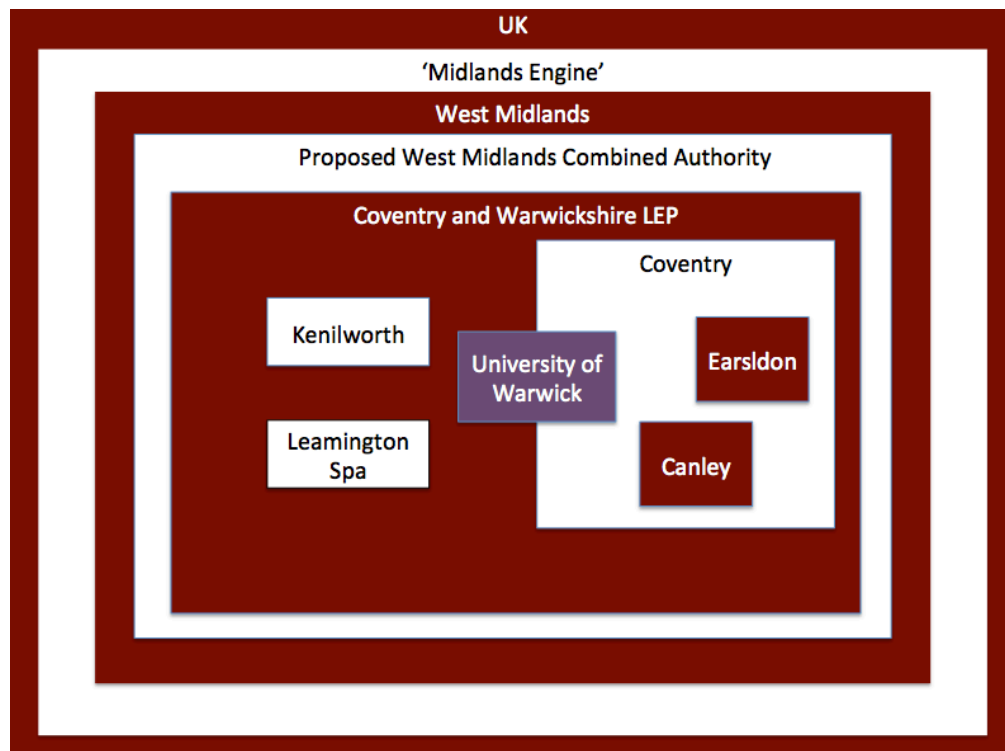 UK
‘Midlands Engine’
West Midlands
Proposed West Midlands Combined Authority
Coventry and Warwickshire LEP
Coventry
Kenilworth
University of
Warwick
Earsldon
Leamington
Spa
Canley